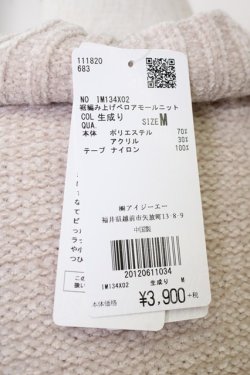 111820
683
NO 1M134X02
裾編み上げベロアモールニット
COL 生成り SIZE M
QUA.
本体 ポリエステル 70%
アクリル 30%
テープ ナイロン 100%
㈱アイジーエー
福井県越前市矢放町13-8-9
中国製
20120611034
1M134X02 生成り M
本体価格 ¥3,900 +税